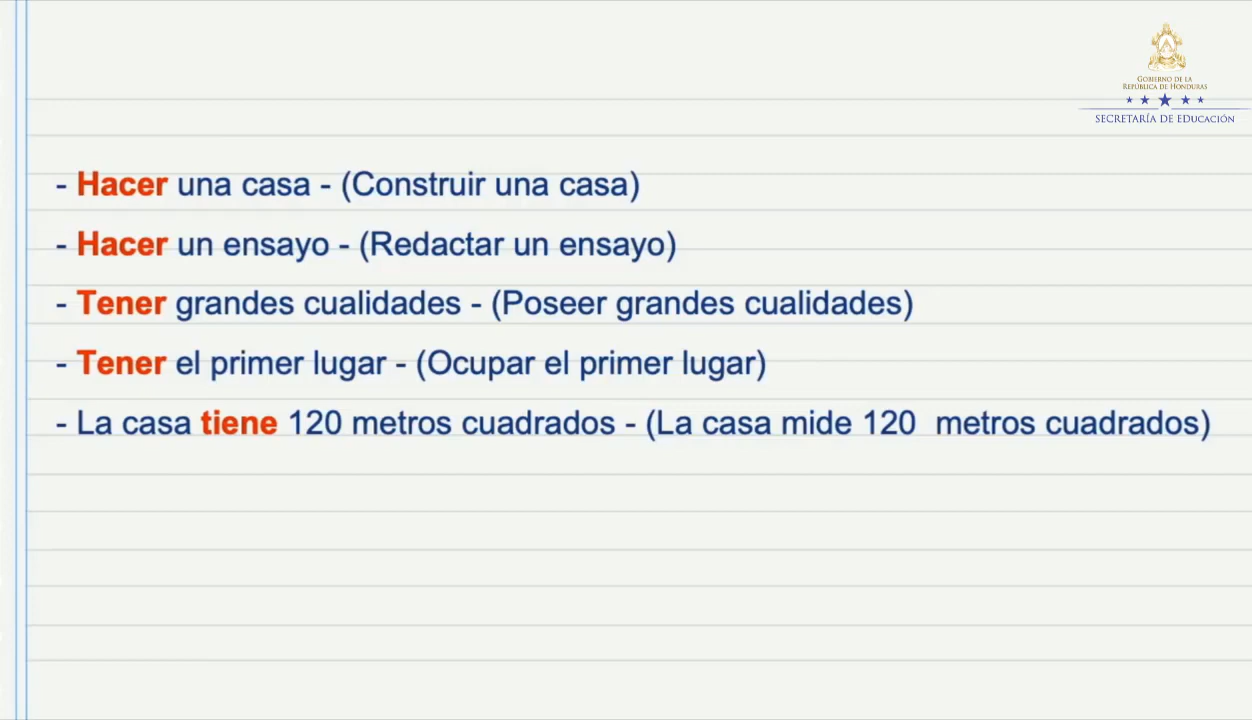 GOBIERNO DE LA
REPÚBLICA DE HONDURAS
SECRETARÍA DE EDUCACIÓN
- Hacer una casa - (Construir una casa)
- Hacer un ensayo - (Redactar un ensayo)
- Tener grandes cualidades - (Poseer grandes cualidades)
- Tener el primer lugar - (Ocupar el primer lugar)
- La casa tiene 120 metros cuadrados - (La casa mide 120  metros cuadrados)